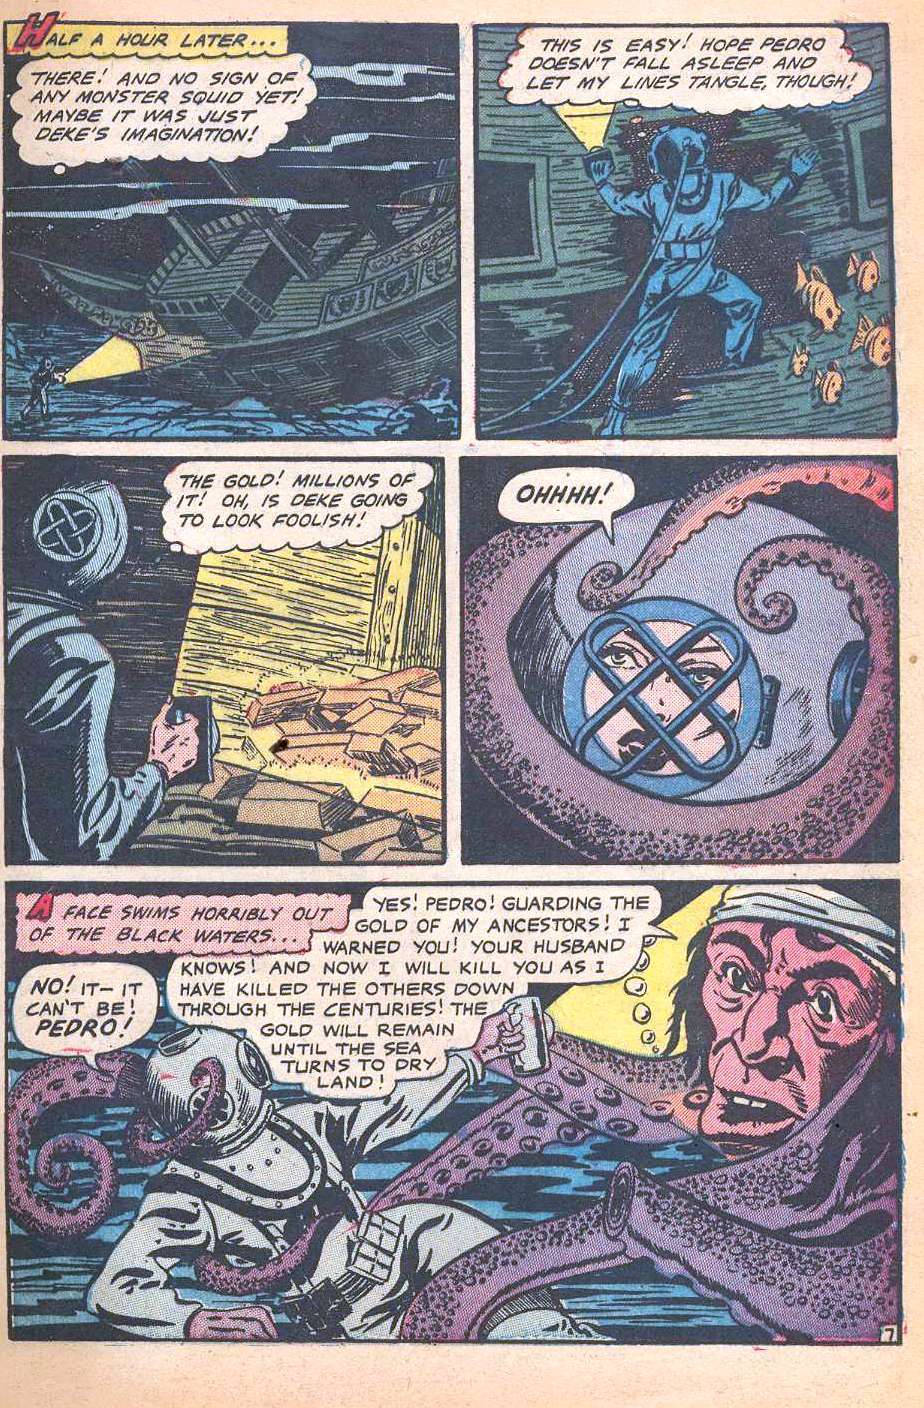 HALF A HOUR LATER...
THERE! AND NO SIGN OF
ANY MONSTER SQUID YET!
MAYBE IT WAS JUST
DEKE'S IMAGINATION!
THIS IS EASY! HOPE PEDRO
DOESN'T FALL ASLEEP AND
LET MY LINES TANGLE, THOUGH!
THE GOLD! MILLIONS OF
IT! OH, IS DEKE GOING
TO LOOK FOOLISH!
OHHHH!
A FACE SWIMS HORRIBLY OUT
OF THE BLACK WATERS...
NO! IT-IT
CAN'T BE!
PEDRO!
YES! PEDRO! GUARDING THE
GOLD OF MY ANCESTORS! I
WARNED YOU! YOUR HUSBAND
KNOWS! AND NOW I WILL KILL YOU AS I
HAVE KILLED THE OTHERS DOWN
THROUGH THE CENTURIES! THE
GOLD WILL REMAIN
UNTIL THE SEA
TURNS TO DRY
LAND!
7